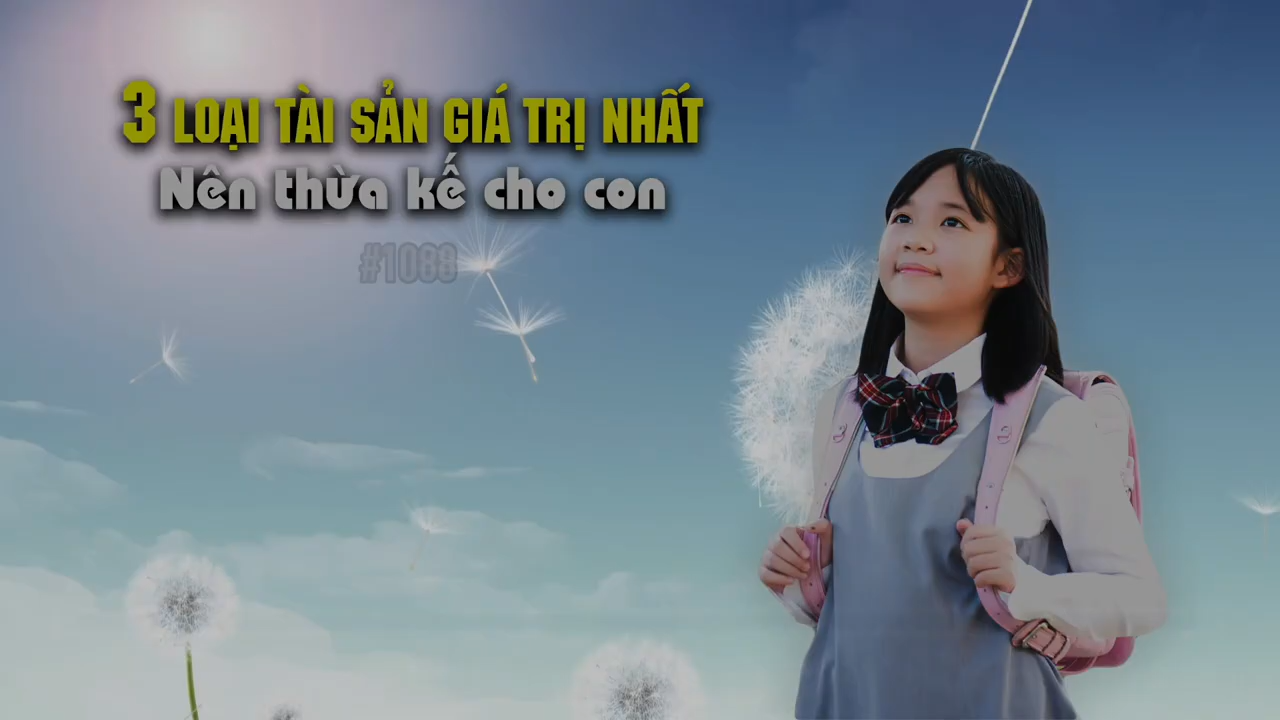 3 LOẠI TÀI SẢN GIÁ TRỊ NHẤT
Nên thừa kế cho con
#1088